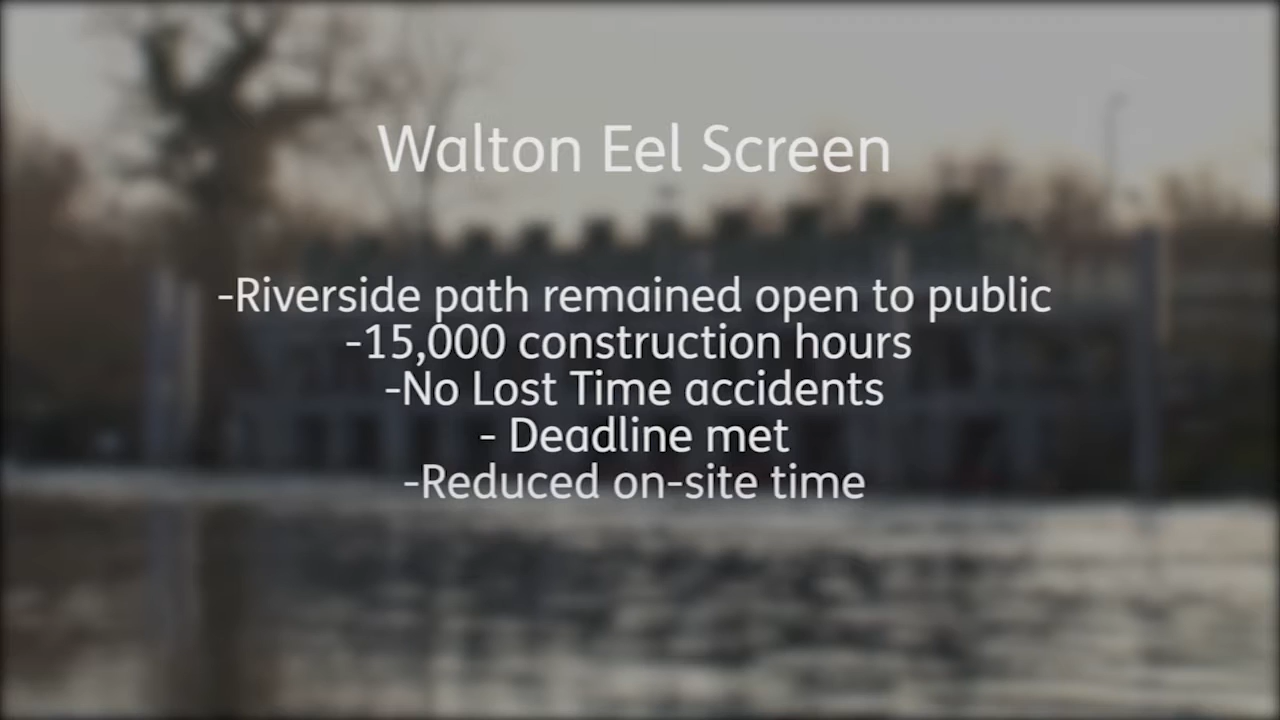 Walton Eel Screen
-Riverside path remained open to public
-15,000 construction hours
-No Lost Time accidents
- Deadline met
-Reduced on-site time